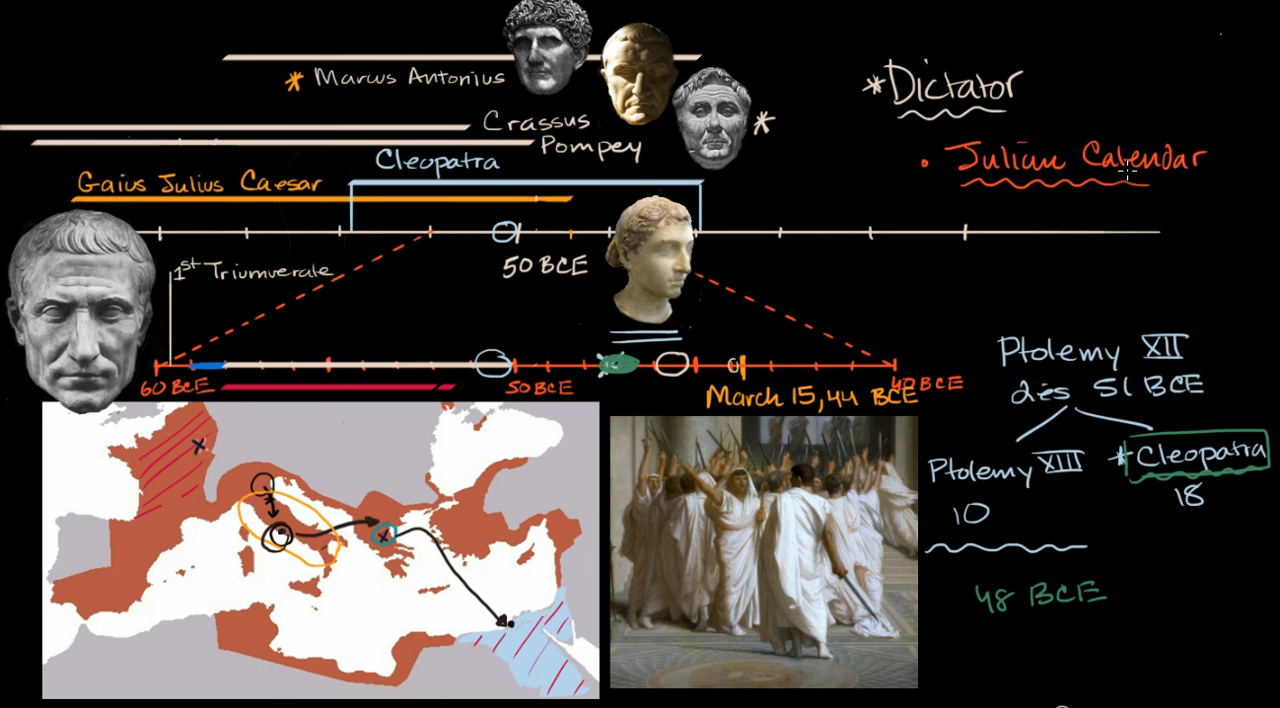 * Marcus Antonius
Crassus
Pompey
*
Cleopatra
Gaius Julius Caesar
50 BCE
1st Triumverate
60 BCE
50 BCE
March 15, 44 BCE
42 BCE
* Dictator
• Julian Calendar
Ptolemy XII
dies 51 BCE
Ptolemy XIII
10
* Cleopatra
18
48 BCE